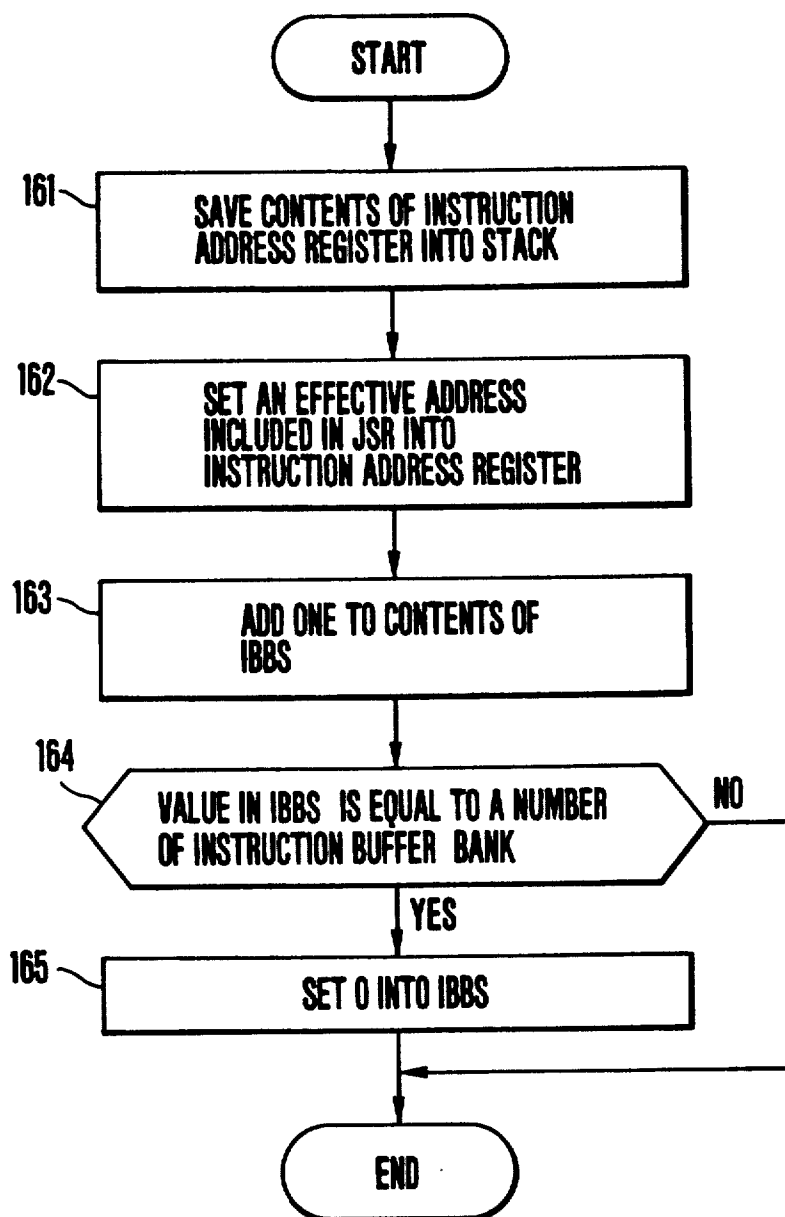 START
161
SAVE CONTENTS OF INSTRUCTION
ADDRESS REGISTER INTO STACK
162
SET AN EFFECTIVE ADDRESS
INCLUDED IN JSR INTO
INSTRUCTION ADDRESS REGISTER
163
ADD ONE TO CONTENTS OF
IBBS
164
VALUE IN IBBS IS EQUAL TO A NUMBER
OF INSTRUCTION BUFFER BANK
NO
YES
165
SET 0 INTO IBBS
END